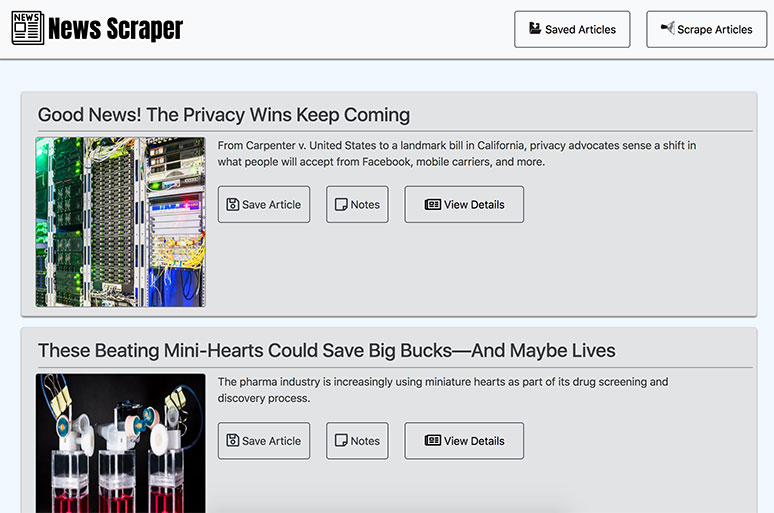 NEWS
News Scraper
Saved Articles
Scrape Articles
Good News! The Privacy Wins Keep Coming
From Carpenter v. United States to a landmark bill in California, privacy advocates sense a shift in
what people will accept from Facebook, mobile carriers, and more.
Save Article
Notes
View Details
These Beating Mini-Hearts Could Save Big Bucks—And Maybe Lives
The pharma industry is increasingly using miniature hearts as part of its drug screening and
discovery process.
Save Article
Notes
View Details